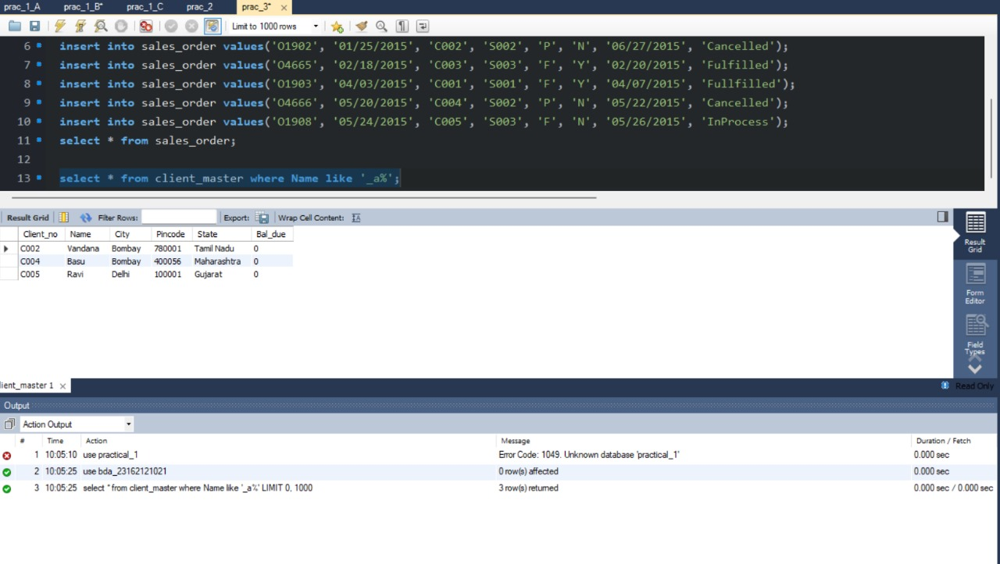 prac_1_A prac_1_B* prac_1_C prac_2 prac_3* ×
Limit to 1000 rows
6 insert into sales_order values('O1902', '01/25/2015', 'C002', 'S002', 'P', 'N', '06/27/2015', 'Cancelled');
7 insert into sales_order values('O4665', '02/18/2015', 'C003', 'S003', 'F', 'Y', '02/20/2015', 'Fulfilled');
8 insert into sales_order values('O1903', '04/03/2015', 'C001', 'S001', 'F', 'Y', '04/07/2015', 'Fullfilled');
9 insert into sales_order values('O4666', '05/20/2015', 'C004', 'S002', 'P', 'N', '05/22/2015', 'Cancelled');
10 insert into sales_order values('O1908', '05/24/2015', 'C005', 'S003', 'F', 'N', '05/26/2015', 'InProcess');
11 select * from sales_order;
12
13 select * from client_master where Name like '_a%';
Result Grid Filter Rows: Export: Wrap Cell Content:
Client_no Name City Pincode State Bal_due
C002 Vandana Bombay 780001 Tamil Nadu 0
C004 Basu Bombay 400056 Maharashtra 0
C005 Ravi Delhi 100001 Gujarat 0
Result
Grid
Form
Editor
Field
Types
lient_master 1 × Read Only
Output
Action Output
# Time Action Message Duration / Fetch
1 10:05:10 use practical_1 Error Code: 1049. Unknown database 'practical_1' 0.000 sec
2 10:05:25 use bda_23162121021 0 row(s) affected 0.000 sec
3 10:05:25 select * from client_master where Name like '_a%' LIMIT 0, 1000 3 row(s) returned 0.000 sec / 0.000 sec